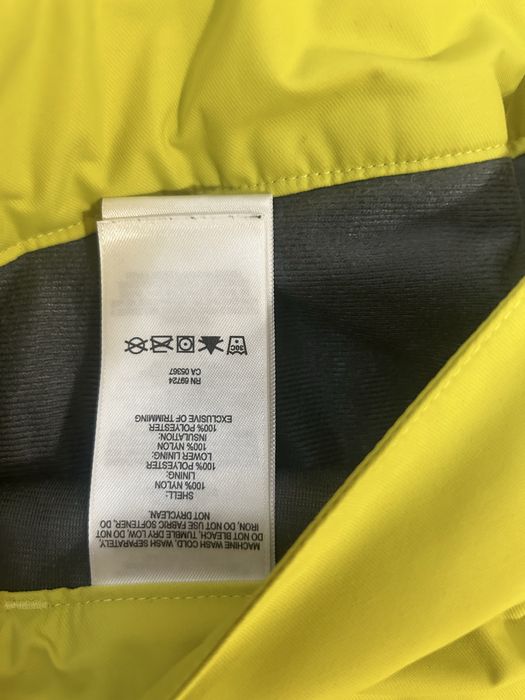 MACHINE WASH COLD, WASH SEPARATELY,
DO NOT BLEACH, TUMBLE DRY LOW, DO NOT
IRON, DO NOT USE FABRIC SOFTENER, DO
NOT DRYCLEAN.
SHELL:
100% NYLON
LINING:
100% POLYESTER
LOWER LINING:
100% NYLON
INSULATION:
100% POLYESTER
EXCLUSIVE OF TRIMMING
RN 69724
CA 05367
30C